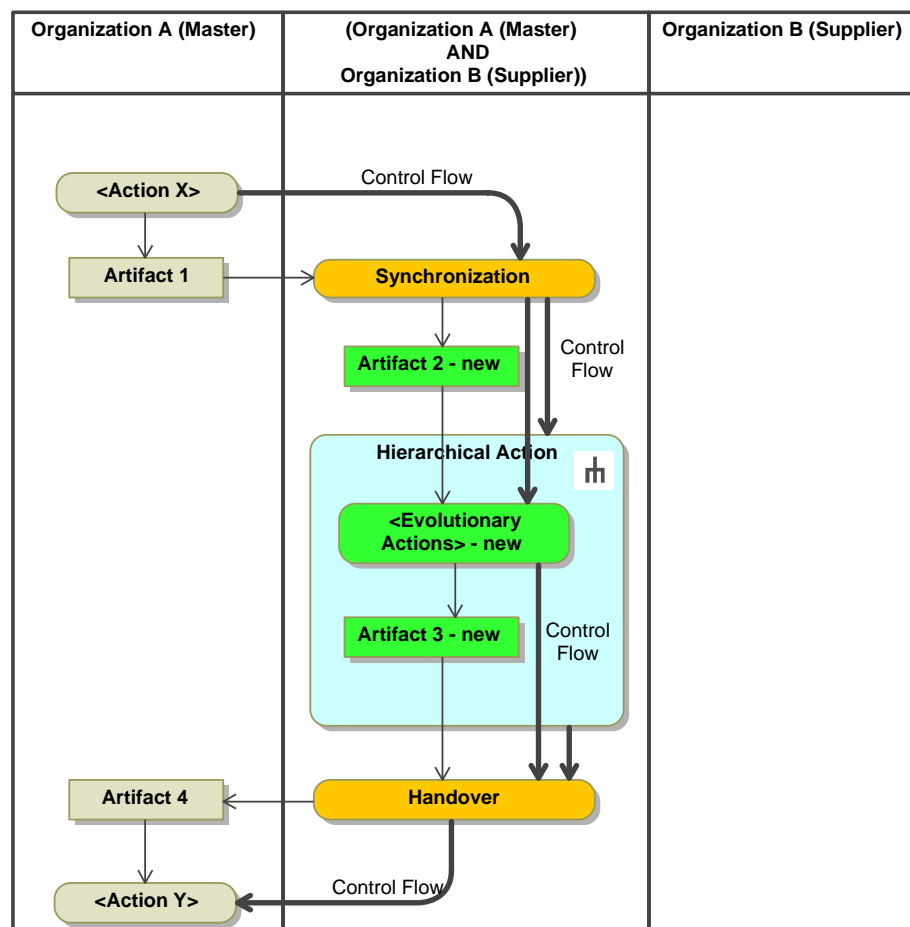 Organization A (Master)
(Organization A (Master)
AND
Organization B (Supplier))
Organization B (Supplier)
Control Flow
<Action X>
Artifact 1
Synchronization
Control
Flow
Artifact 2 - new
Hierarchical Action
<Evolutionary
Actions> - new
Artifact 3 - new
Control
Flow
Artifact 4
Handover
Control Flow
<Action Y>